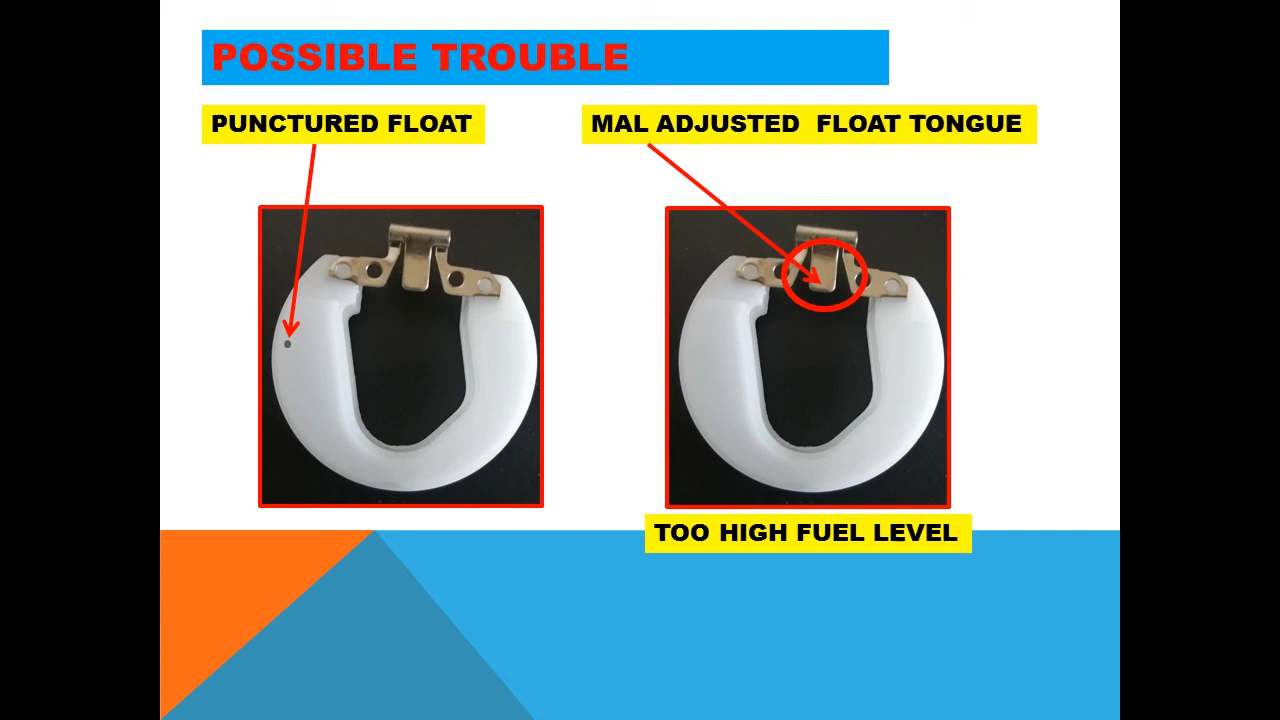 POSSIBLE TROUBLE
PUNCTURED FLOAT
MAL ADJUSTED FLOAT TONGUE
TOO HIGH FUEL LEVEL